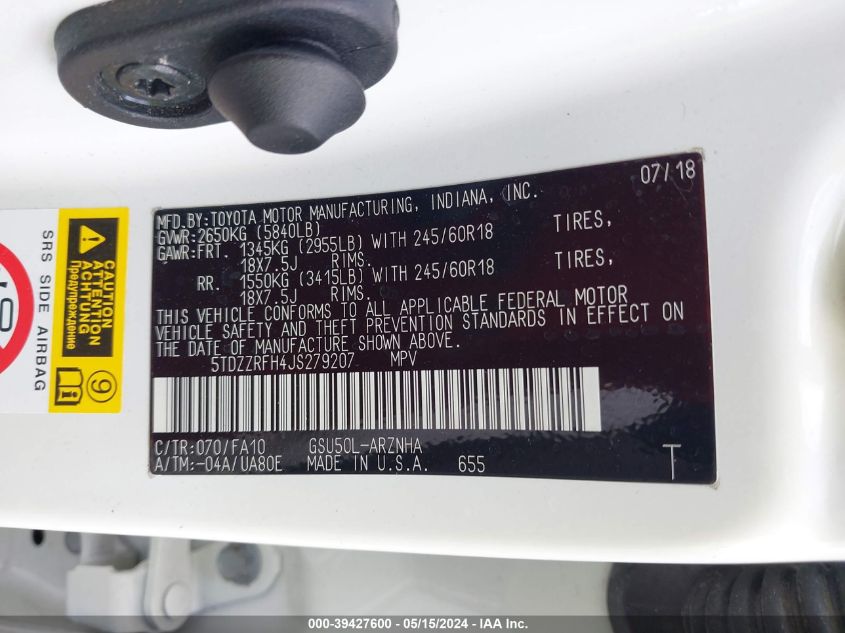 07/18
MFD.BY:TOYOTA MOTOR MANUFACTURING, INDIANA, INC.
GVWR:2650KG (5840LB)
GAWR:FRT. 1345KG (2955LB) WITH 245/60R18 TIRES,
18X7.5J RIMS.
RR. 1550KG (3415LB) WITH 245/60R18 TIRES,
18X7.5J RIMS.
THIS VEHICLE CONFORMS TO ALL APPLICABLE FEDERAL MOTOR
VEHICLE SAFETY AND THEFT PREVENTION STANDARDS IN EFFECT ON
THE DATE OF MANUFACTURE SHOWN ABOVE.
5TDZZRFH4JS279207 MPV
C/TR:070/FA10 GSU50L-ARZNHA
A/TM:-04A/UA80E MADE IN U.S.A. 655
T
SRS SIDE AIRBAG
CAUTION
ATTENTION
ACHTUNG
Предупреждение
9
000-39427600 - 05/15/2024 - IAA Inc.